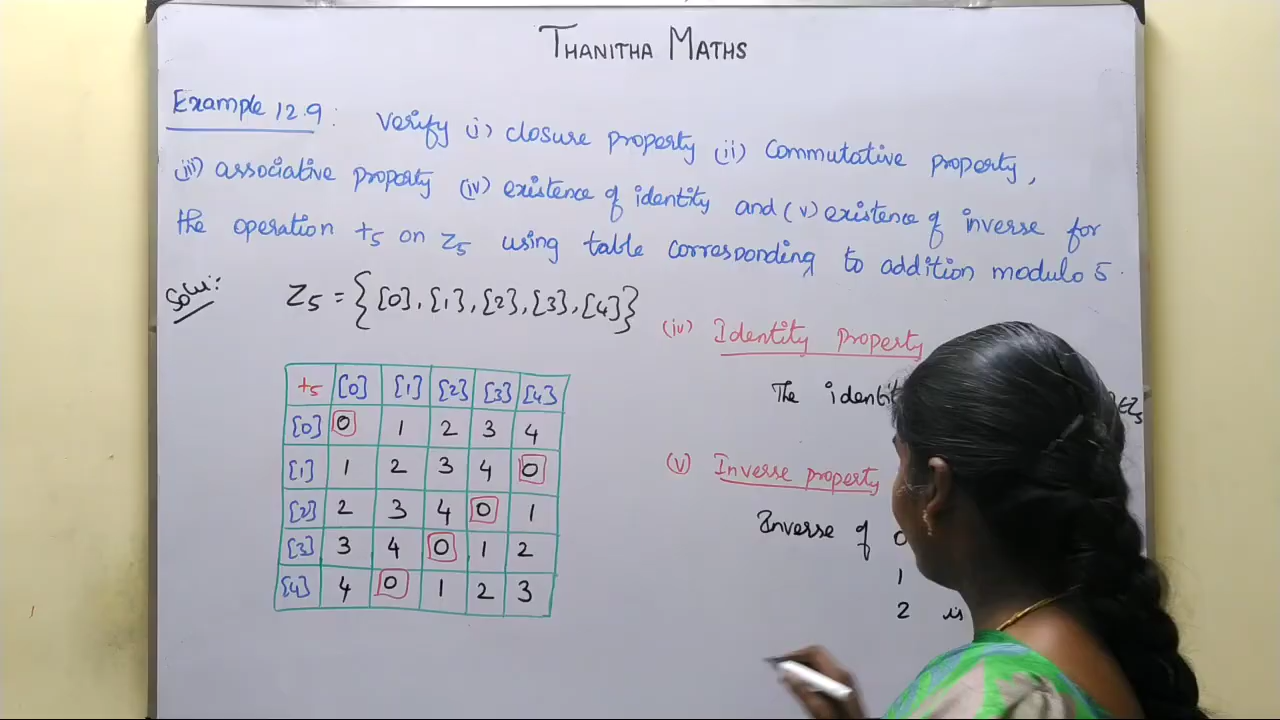 THANITHA MATHS
Example 12.9: Verify (i) closure property (ii) commutative property,
(iii) associative property (iv) existence of identity and (v) existence of inverse for
the operation +₅ on Z₅ using table corresponding to addition modulo 5.
Soln:
Z₅ = {[0], [1], [2], [3], [4]}
+₅ [0] [1] [2] [3] [4]
[0] 0 1 2 3 4
[1] 1 2 3 4 0
[2] 2 3 4 0 1
[3] 3 4 0 1 2
[4] 4 0 1 2 3
(iv) Identity Property
The ∈Z₅
(v) Inverse property
Inverse of 0
1
2 is